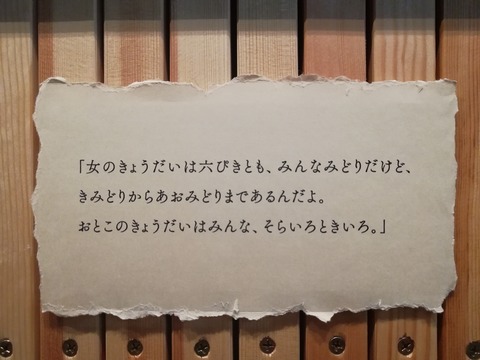 「女のきょうだいは六ぴきとも、みんなみどりだけど、
きみどりからあおみどりまであるんだよ。
おとこのきょうだいはみんな、そらいろときいろ。」